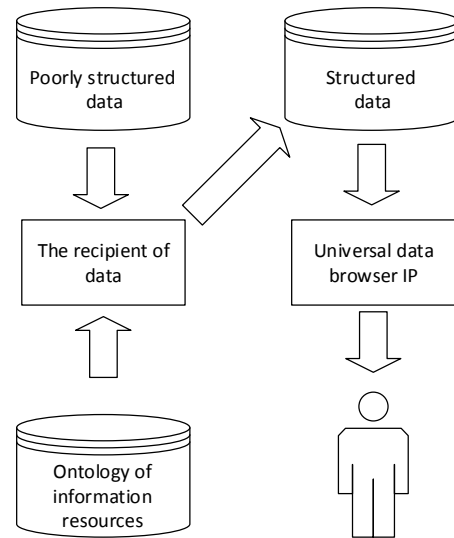 Poorly structured
data
Structured
data
The recipient of
data
Universal data
browser IP
Ontology of
information
resources